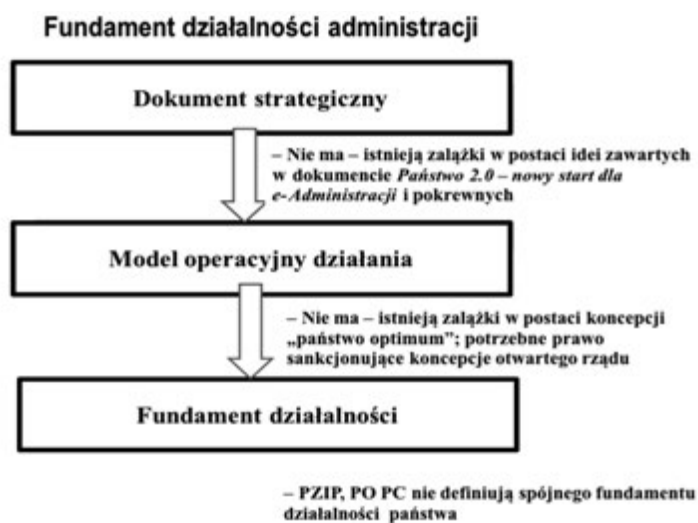 Fundament działalności administracji
Dokument strategiczny
– Nie ma – istnieją zalążki w postaci idei zawartych
w dokumencie Państwo 2.0 – nowy start dla
e-Administracji i pokrewnych
Model operacyjny działania
– Nie ma – istnieją zalążki w postaci koncepcji
„państwo optimum”; potrzebne prawo
sankcjonujące koncepcje otwartego rządu
Fundament działalności
– PZIP, PO PC nie definiują spójnego fundamentu
działalności państwa